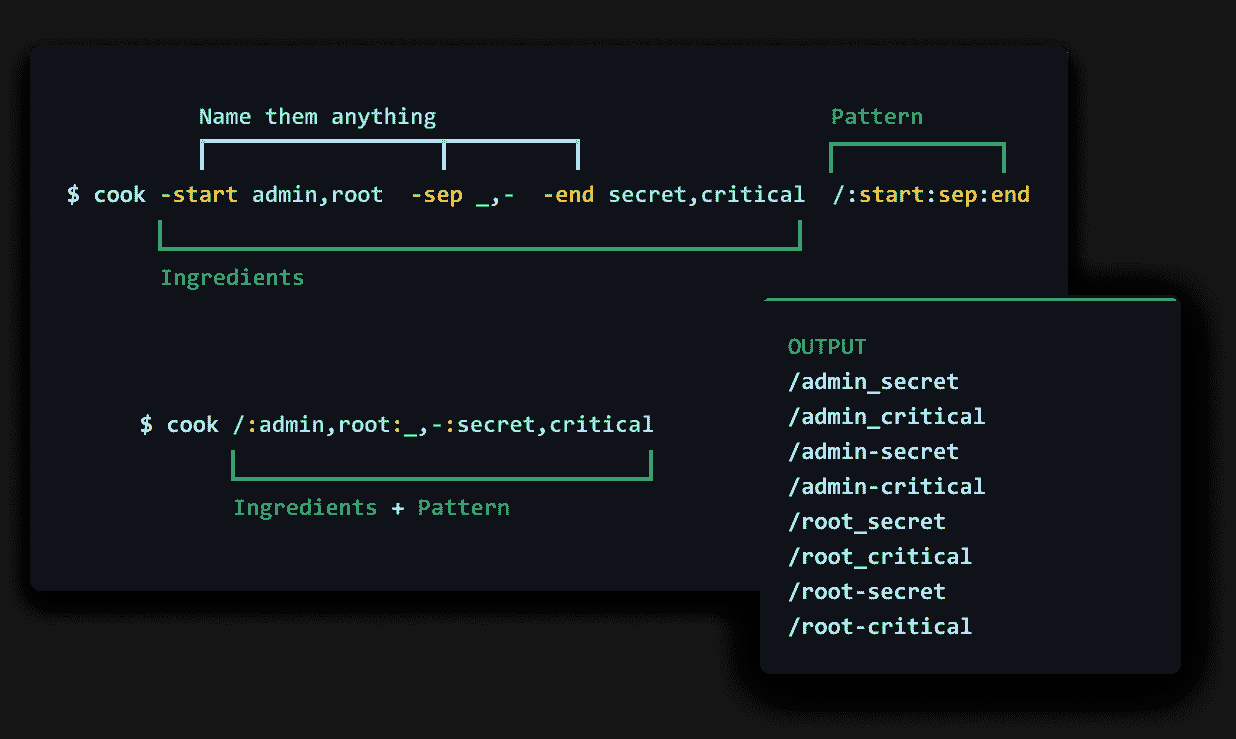 Name them anything Pattern
$ cook -start admin,root -sep _,- -end secret,critical /:start:sep:end
Ingredients
$ cook /:admin,root:_,-:secret,critical
Ingredients + Pattern
OUTPUT
/admin_secret
/admin_critical
/admin-secret
/admin-critical
/root_secret
/root_critical
/root-secret
/root-critical